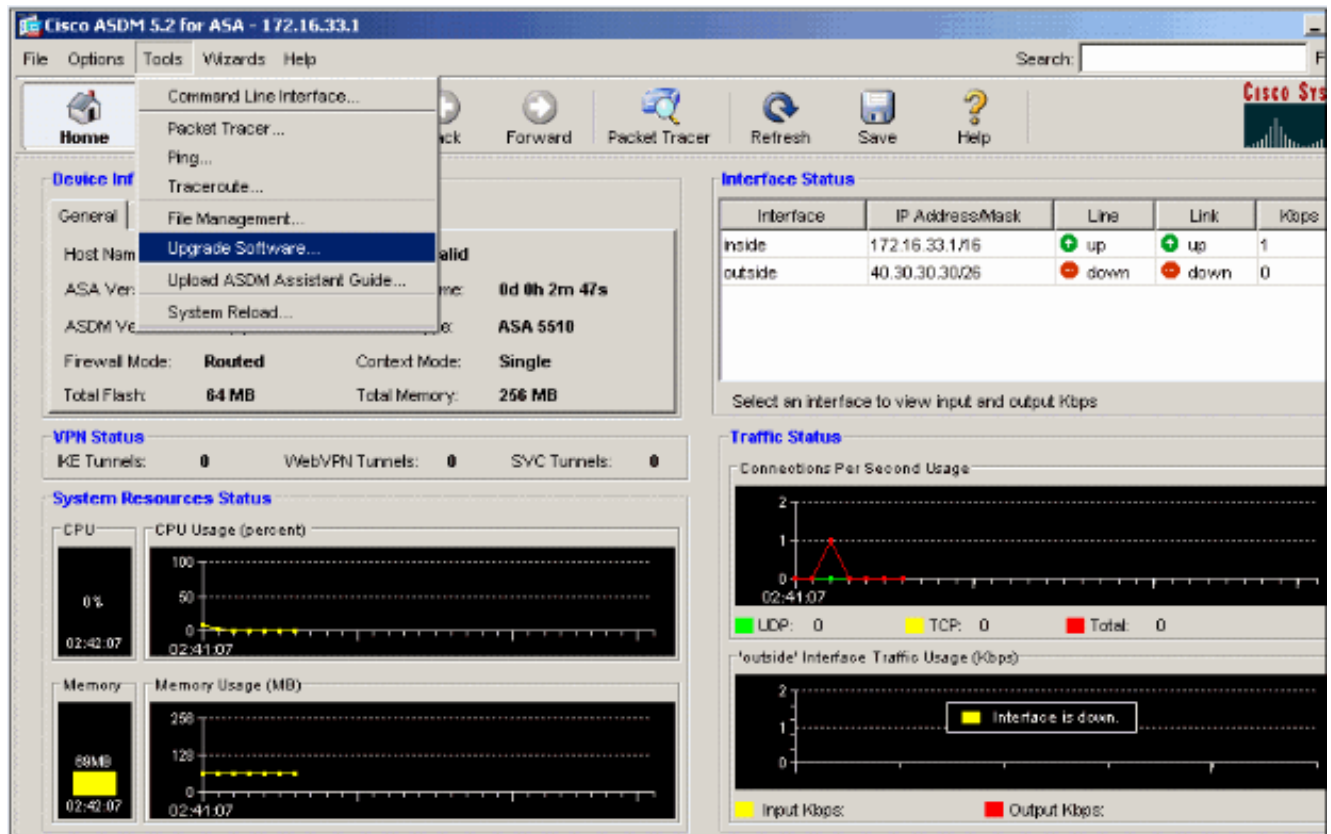 Cisco ASDM 5.2 for ASA - 172.16.33.1
File Options Tools Wizards Help Search:
Command Line Interface...
Packet Tracer...
Ping...
Traceroute...
File Management...
Upgrade Software...
Upload ASDM Assistant Guide...
System Reload...
Home Forward Packet Tracer Refresh Save Help
Device Inf
General
Host Nam alid
ASA Ver me: 0d 0h 2m 47s
ASDM Ve ASA 5510
Firewall Mode: Routed Context Mode: Single
Total Flash: 64 MB Total Memory: 256 MB
Interface Status
Interface IP Address/Mask Line Link Kbps
inside 172.16.33.1/16 up up 1
outside 40.30.30.30/26 down down 0
Select an interface to view input and output Kbps
VPN Status
IKE Tunnels: 0 WebVPN Tunnels: 0 SVC Tunnels: 0
System Resources Status
CPU
0%
02:42:07
CPU Usage (percent)
100
50
0
02:41:07
Memory
69MB
02:42:07
Memory Usage (MB)
256
128
0
02:41:07
Traffic Status
Connections Per Second Usage
2
1
0
02:41:07
UDP: 0 TCP: 0 Total: 0
'outside' Interface Traffic Usage (Kbps)
2
1
0
Interface is down.
Input Kbps: Output Kbps: